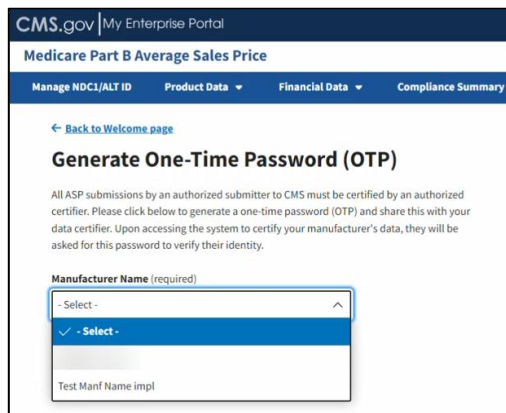 CMS.gov My Enterprise Portal
Medicare Part B Average Sales Price
Manage NDC1/ALT ID Product Data Financial Data Compliance Summary
← Back to Welcome page
Generate One-Time Password (OTP)
All ASP submissions by an authorized submitter to CMS must be certified by an authorized
certifier. Please click below to generate a one-time password (OTP) and share this with your
data certifier. Upon accessing the system to certify your manufacturer's data, they will be
asked for this password to verify their identity.
Manufacturer Name (required)
- Select -
- Select -
Test Manf Name impl